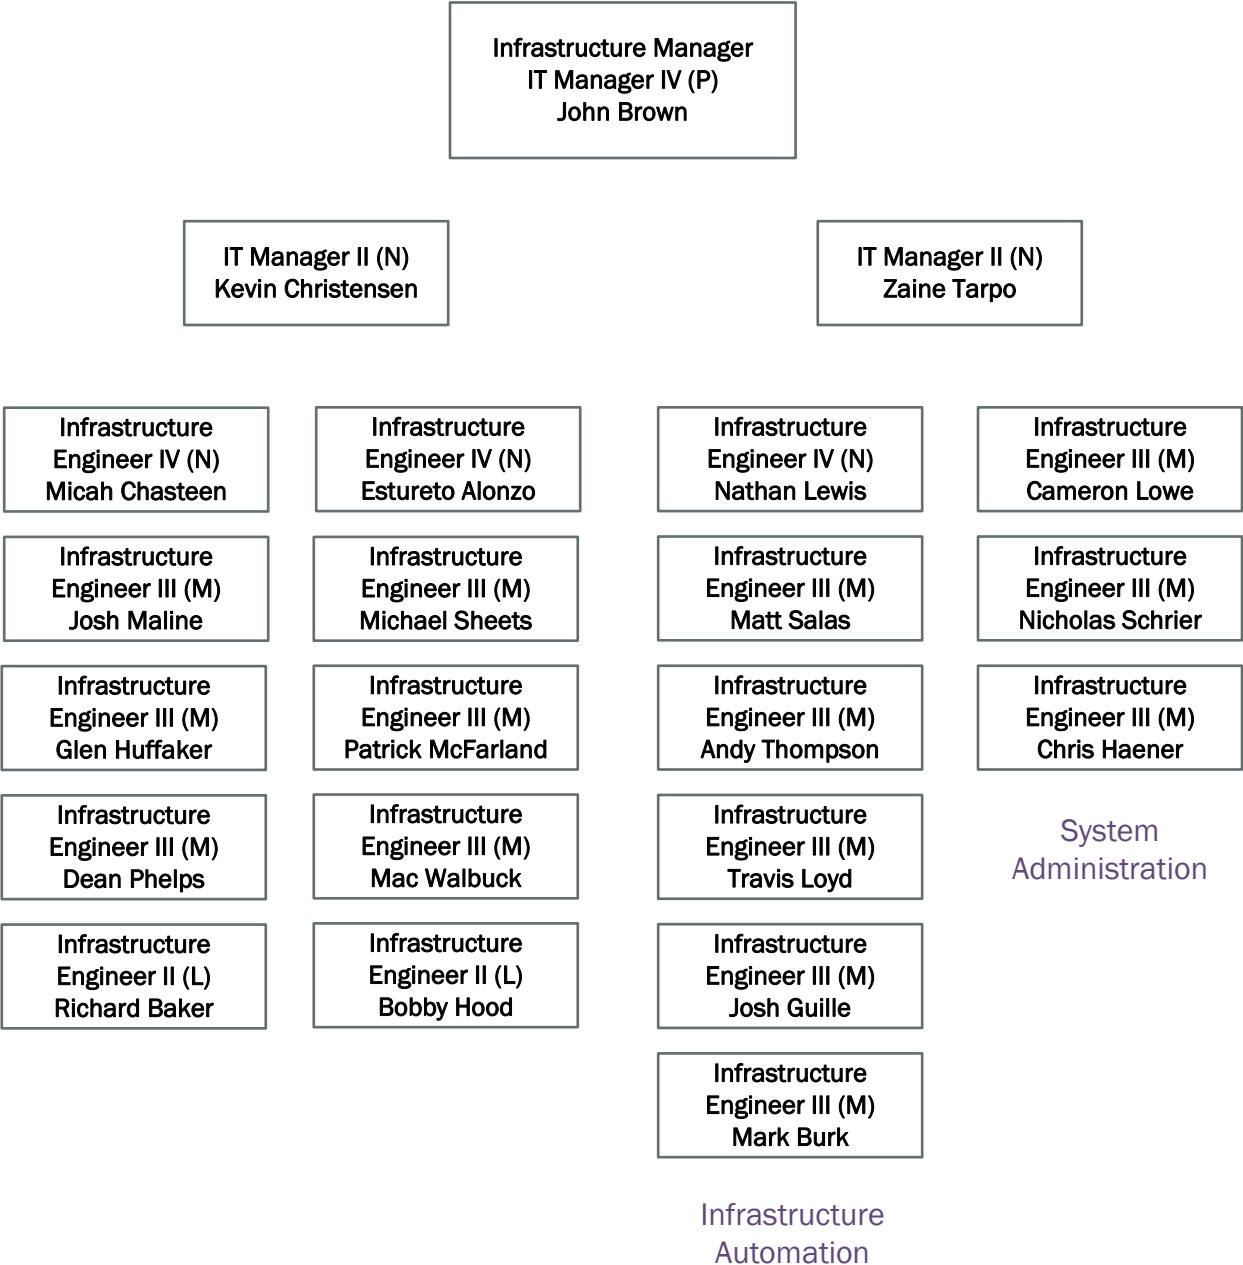 Infrastructure Manager
IT Manager IV (P)
John Brown
IT Manager II (N)
Kevin Christensen
IT Manager II (N)
Zaine Tarpo
Infrastructure
Engineer IV (N)
Micah Chasteen
Infrastructure
Engineer IV (N)
Estureto Alonzo
Infrastructure
Engineer IV (N)
Nathan Lewis
Infrastructure
Engineer III (M)
Cameron Lowe
Infrastructure
Engineer III (M)
Josh Maline
Infrastructure
Engineer III (M)
Michael Sheets
Infrastructure
Engineer III (M)
Matt Salas
Infrastructure
Engineer III (M)
Nicholas Schrier
Infrastructure
Engineer III (M)
Glen Huffaker
Infrastructure
Engineer III (M)
Patrick McFarland
Infrastructure
Engineer III (M)
Andy Thompson
Infrastructure
Engineer III (M)
Chris Haener
Infrastructure
Engineer III (M)
Dean Phelps
Infrastructure
Engineer III (M)
Mac Walbuck
Infrastructure
Engineer III (M)
Travis Loyd
System
Administration
Infrastructure
Engineer II (L)
Richard Baker
Infrastructure
Engineer II (L)
Bobby Hood
Infrastructure
Engineer III (M)
Josh Guille
Infrastructure
Engineer III (M)
Mark Burk
Infrastructure
Automation